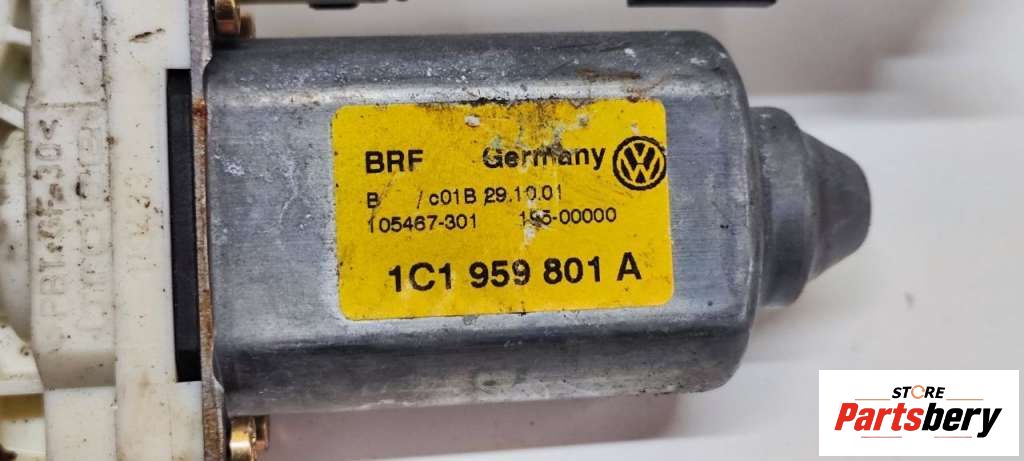 BRF Germany
B /c01B 29.10.01
105467-301 195-00000
1C1 959 801 A
STORE
Partsbery